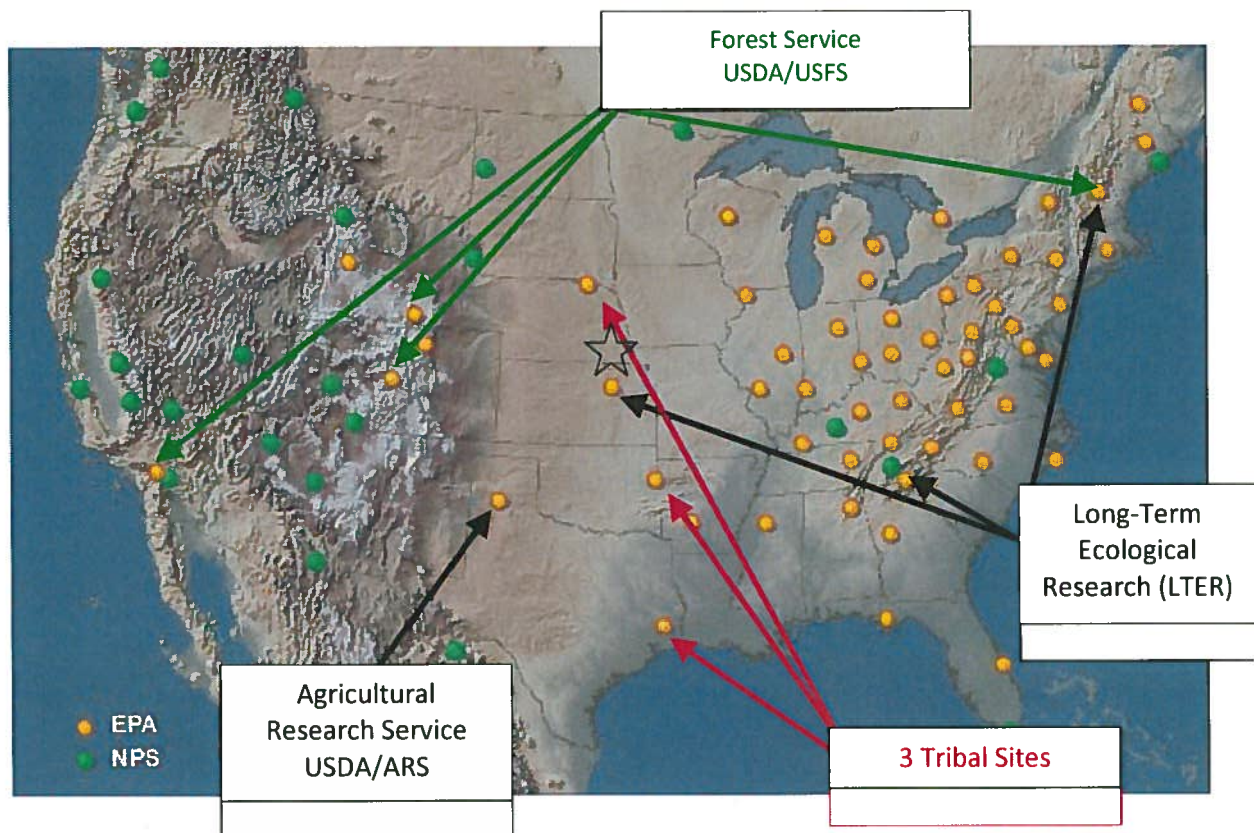 Forest Service
USDA/USFS
Long-Term
Ecological
Research (LTER)
Agricultural
Research Service
USDA/ARS
EPA
NPS
3 Tribal Sites